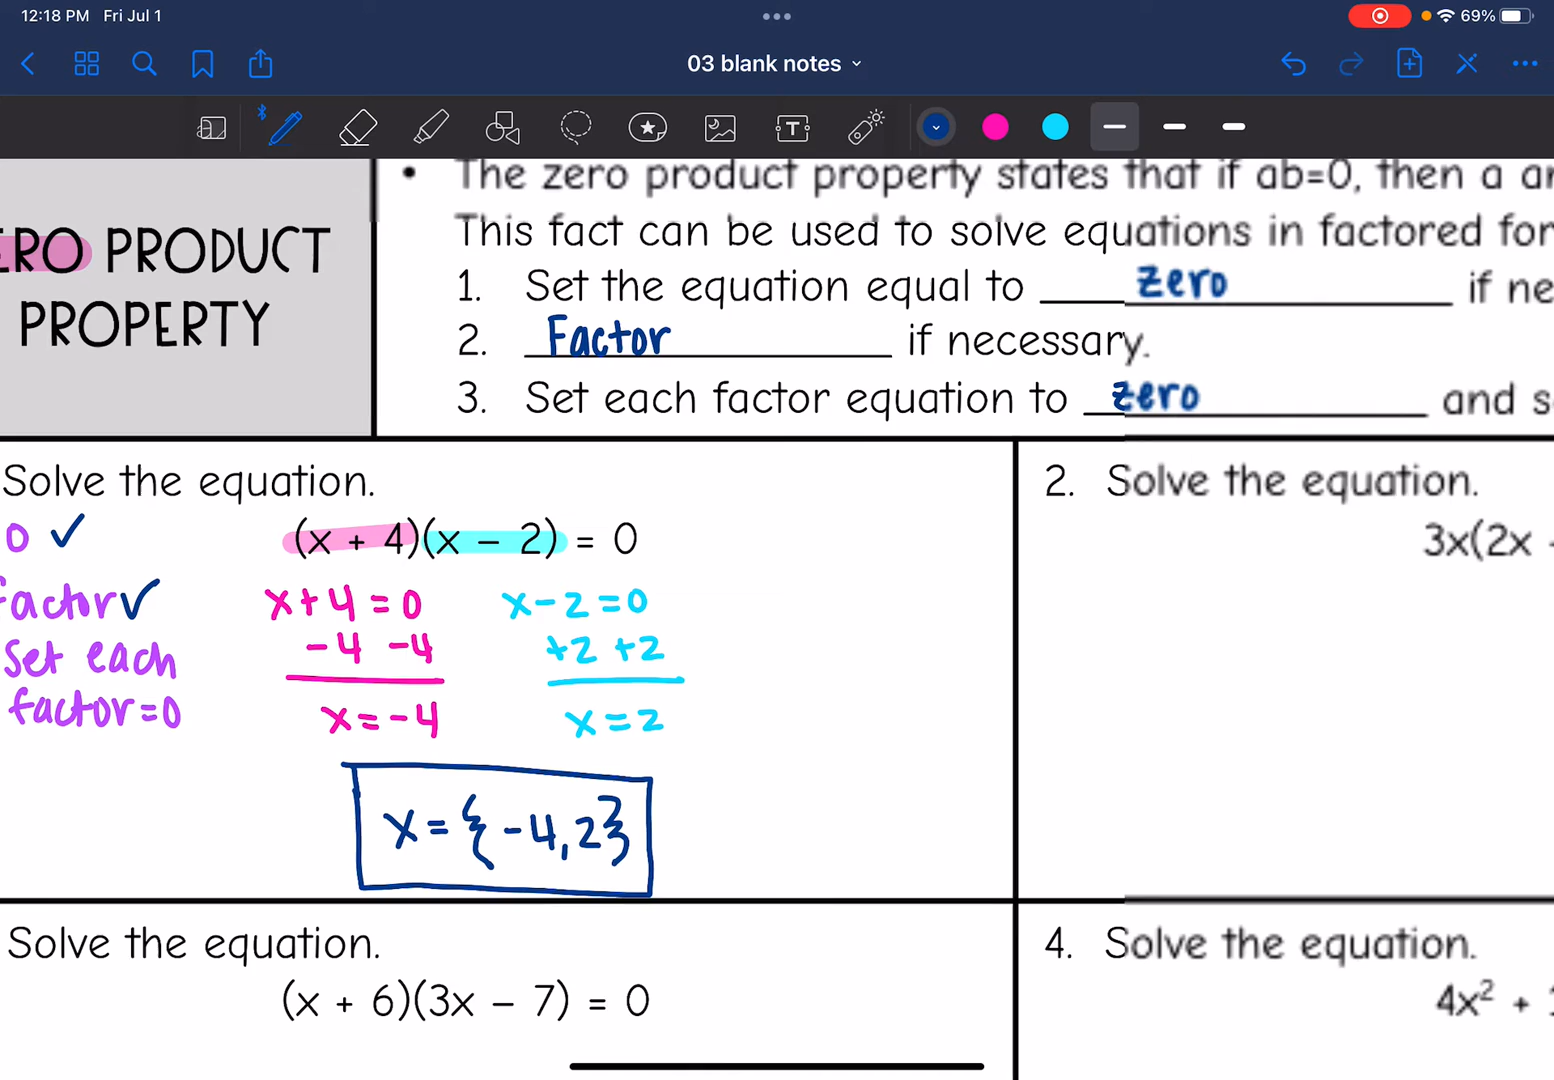 12:18 PM Fri Jul 1
69%
03 blank notes
T
The zero product property states that if ab=0, then a
This fact can be used to solve equations in factored
ERO PRODUCT
PROPERTY
1. Set the equation equal to zero if
2. Factor if necessary.
3. Set each factor equation to zero and
Solve the equation.
0 ✓
(x + 4)(x – 2) = 0
factor ✓
Set each
factor=0
x+4=0
-4 -4
x=-4
x-2=0
+2 +2
x=2
x={-4,2}
2. Solve the equation.
3x(2x
Solve the equation.
(x + 6)(3x – 7) = 0
4. Solve the equation.
4x² +